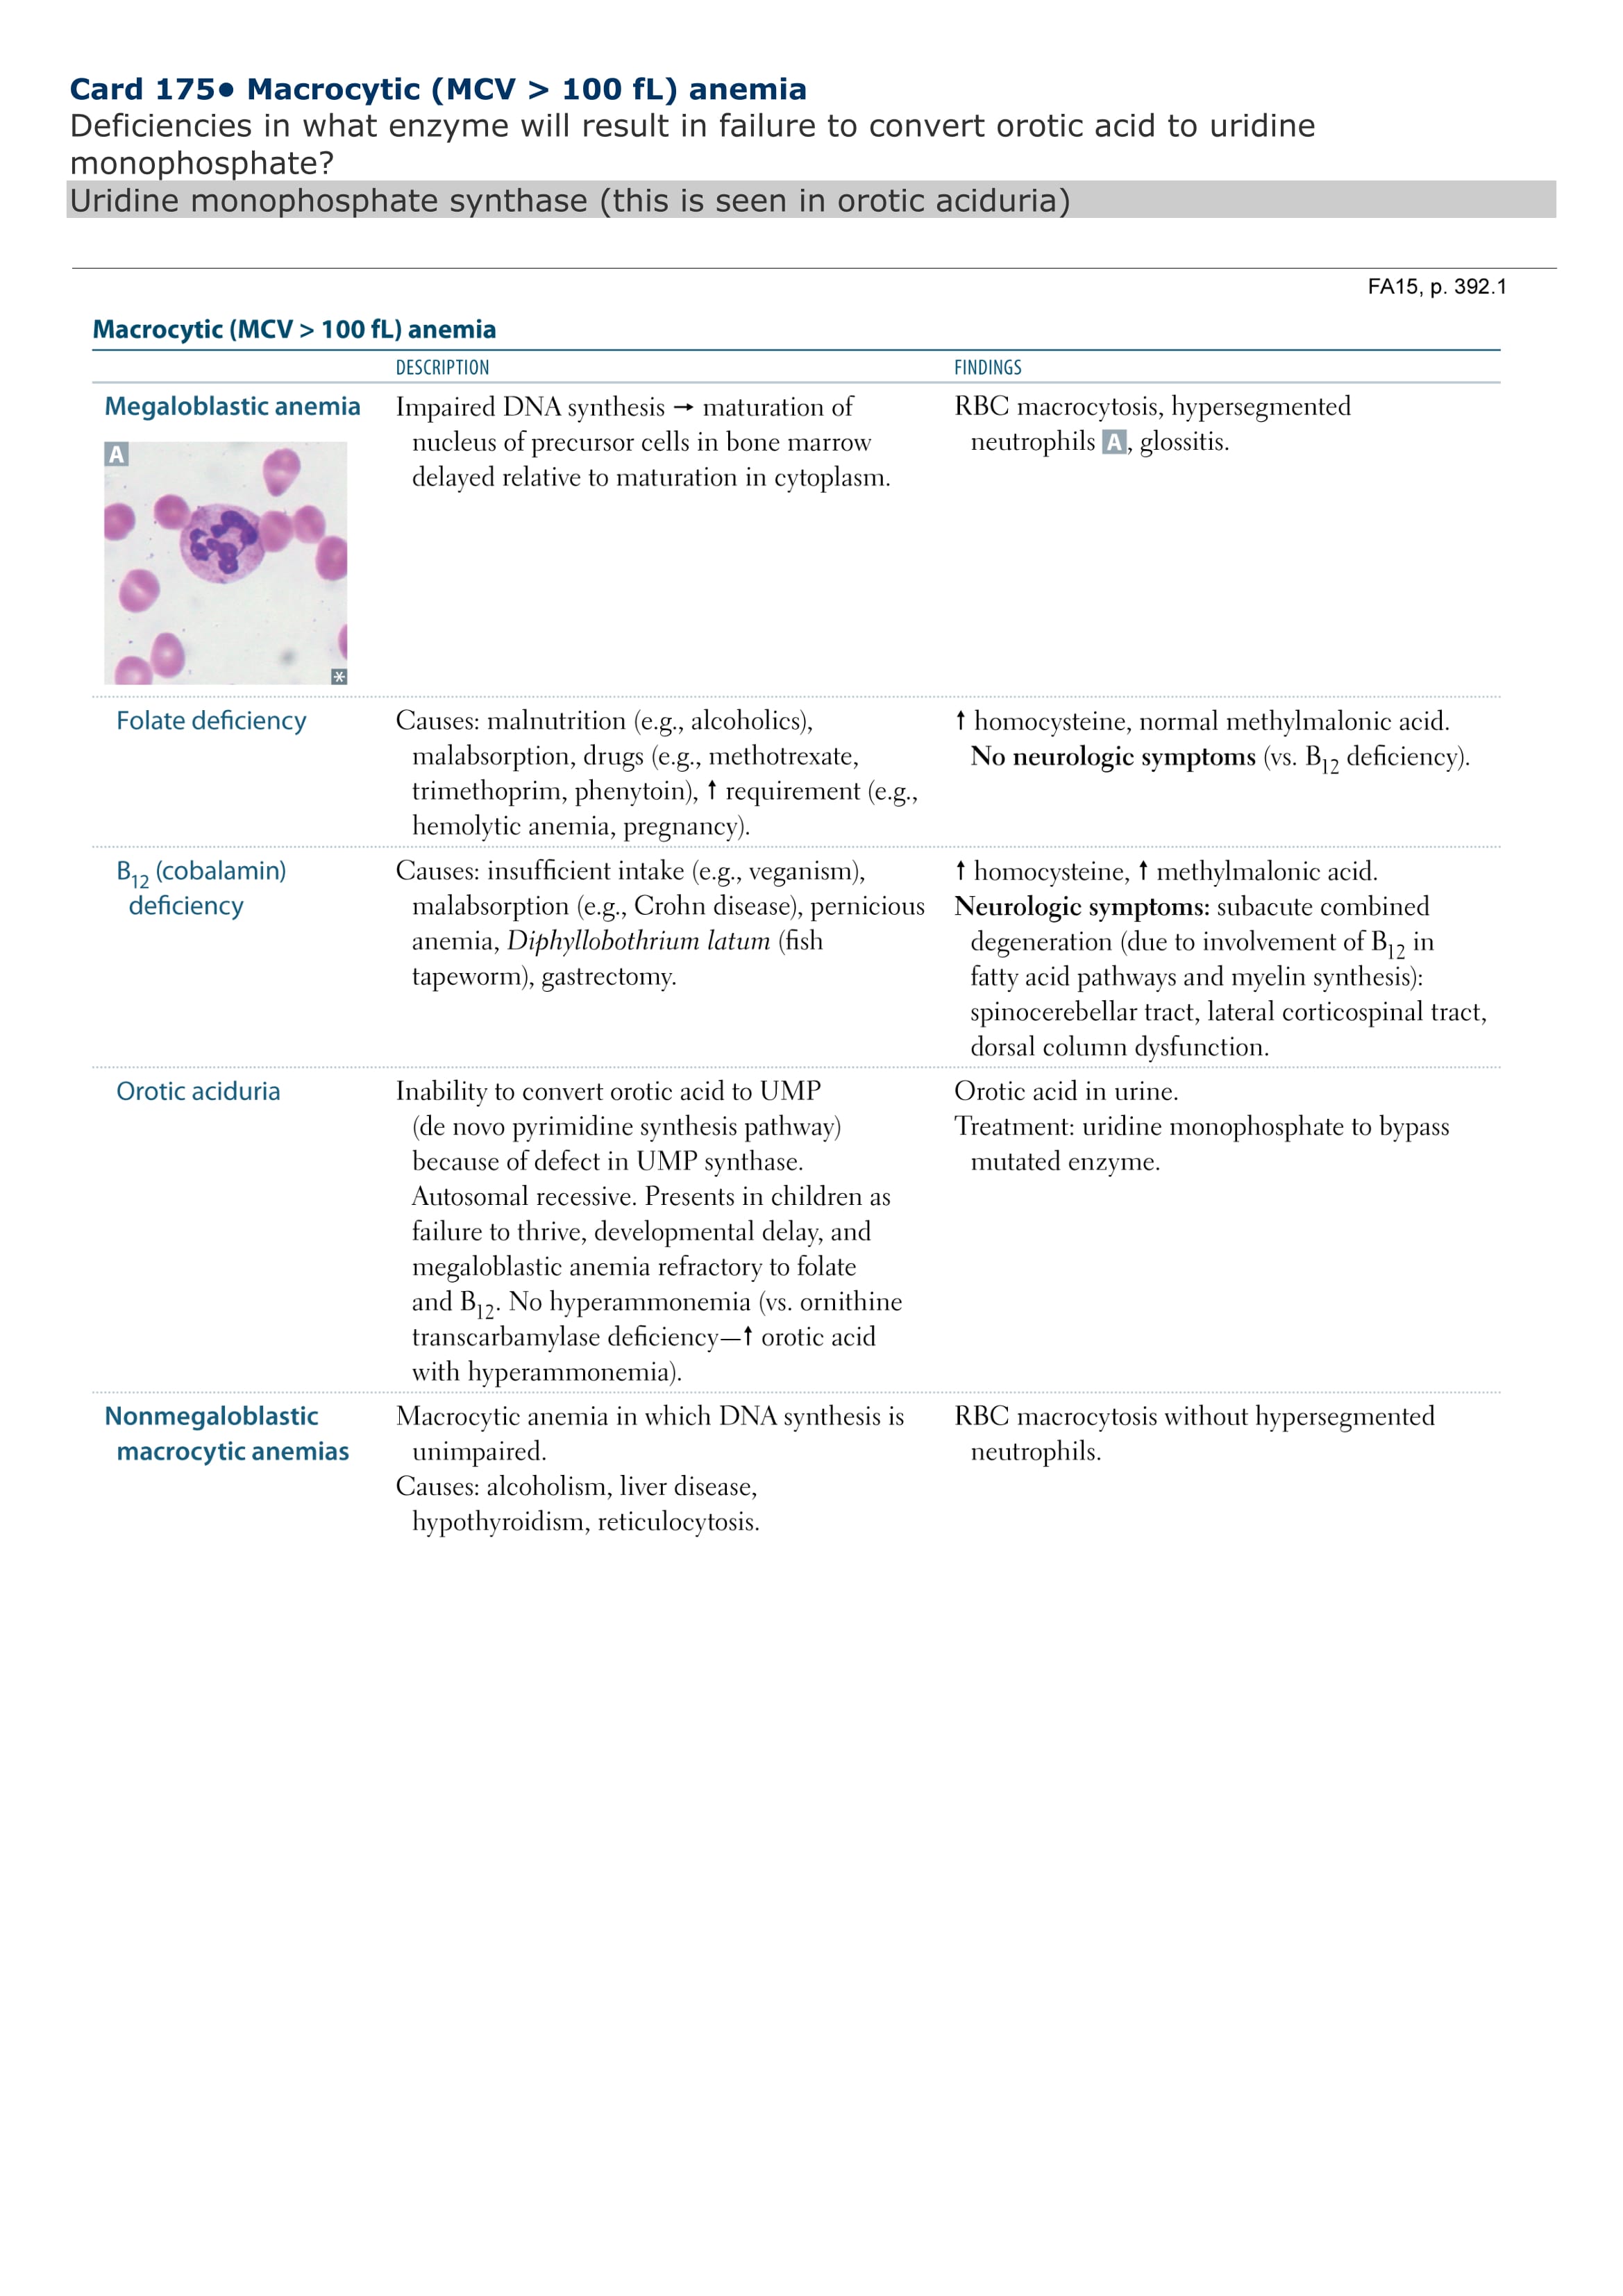 Card 175● Macrocytic (MCV > 100 fL) anemia
Deficiencies in what enzyme will result in failure to convert orotic acid to uridine
monophosphate?
Uridine monophosphate synthase (this is seen in orotic aciduria)
FA15, p. 392.1
Macrocytic (MCV > 100 fL) anemia
DESCRIPTION FINDINGS
Megaloblastic anemia
A
*
Impaired DNA synthesis → maturation of
nucleus of precursor cells in bone marrow
delayed relative to maturation in cytoplasm.
RBC macrocytosis, hypersegmented
neutrophils A, glossitis.
Folate deficiency
Causes: malnutrition (e.g., alcoholics),
malabsorption, drugs (e.g., methotrexate,
trimethoprim, phenytoin), ↑ requirement (e.g.,
hemolytic anemia, pregnancy).
↑ homocysteine, normal methylmalonic acid.
No neurologic symptoms (vs. B12 deficiency).
B12 (cobalamin)
deficiency
Causes: insufficient intake (e.g., veganism),
malabsorption (e.g., Crohn disease), pernicious
anemia, Diphyllobothrium latum (fish
tapeworm), gastrectomy.
↑ homocysteine, ↑ methylmalonic acid.
Neurologic symptoms: subacute combined
degeneration (due to involvement of B12 in
fatty acid pathways and myelin synthesis):
spinocerebellar tract, lateral corticospinal tract,
dorsal column dysfunction.
Orotic aciduria
Inability to convert orotic acid to UMP
(de novo pyrimidine synthesis pathway)
because of defect in UMP synthase.
Autosomal recessive. Presents in children as
failure to thrive, developmental delay, and
megaloblastic anemia refractory to folate
and B12. No hyperammonemia (vs. ornithine
transcarbamylase deficiency—↑ orotic acid
with hyperammonemia).
Orotic acid in urine.
Treatment: uridine monophosphate to bypass
mutated enzyme.
Nonmegaloblastic
macrocytic anemias
Macrocytic anemia in which DNA synthesis is
unimpaired.
Causes: alcoholism, liver disease,
hypothyroidism, reticulocytosis.
RBC macrocytosis without hypersegmented
neutrophils.